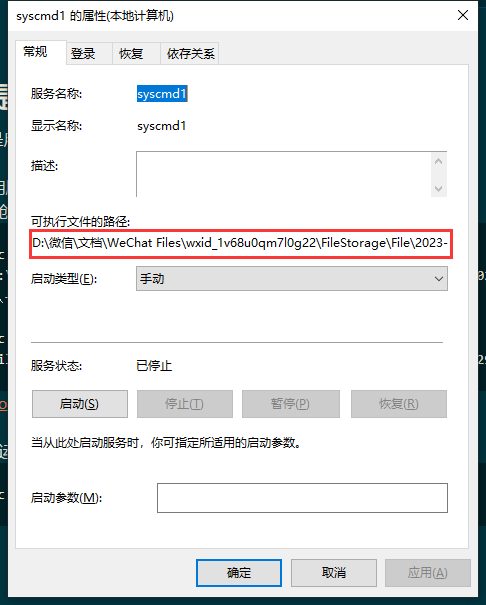 syscmd1 的属性(本地计算机)
常规 登录 恢复 依存关系
服务名称: syscmd1
显示名称: syscmd1
描述:
可执行文件的路径:
D:\微信\文档\WeChat Files\wxid_1v68u0qm7l0g22\FileStorage\File\2023-
启动类型(E): 手动
服务状态: 已停止
启动(S) 停止(T) 暂停(P) 恢复(R)
当从此处启动服务时，你可指定所适用的启动参数。
启动参数(M):
确定 取消 应用(A)